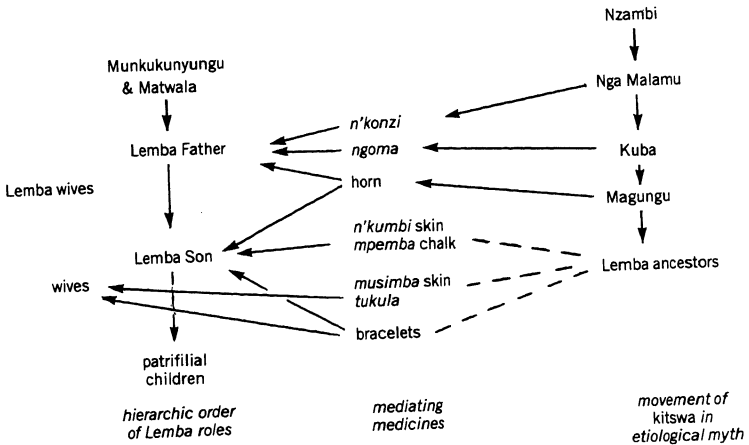 Nzambi
Munkukunyungu
& Matwala
Nga Malamu
n'konzi
Lemba Father
ngoma
Kuba
Lemba wives
horn
Magungu
n'kumbi skin
mpemba chalk
Lemba Son
Lemba ancestors
wives
musimba skin
tukula
bracelets
patrifilial
children
hierarchic order
of Lemba roles
mediating
medicines
movement of
kitswa in
etiological myth